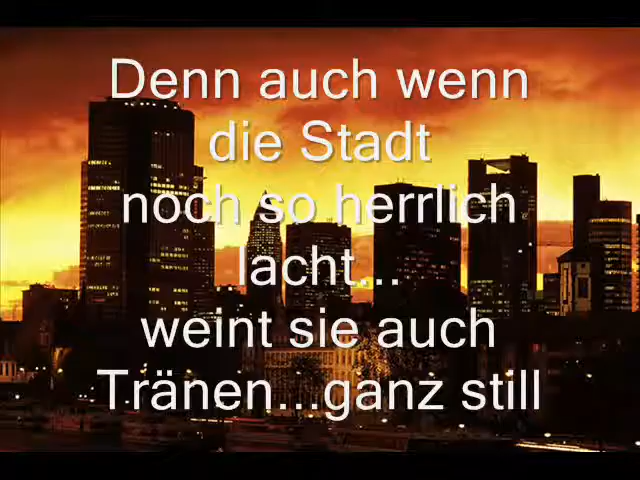 Denn auch wenn
die Stadt
noch so herrlich
lacht...
weint sie auch
Tränen...ganz still